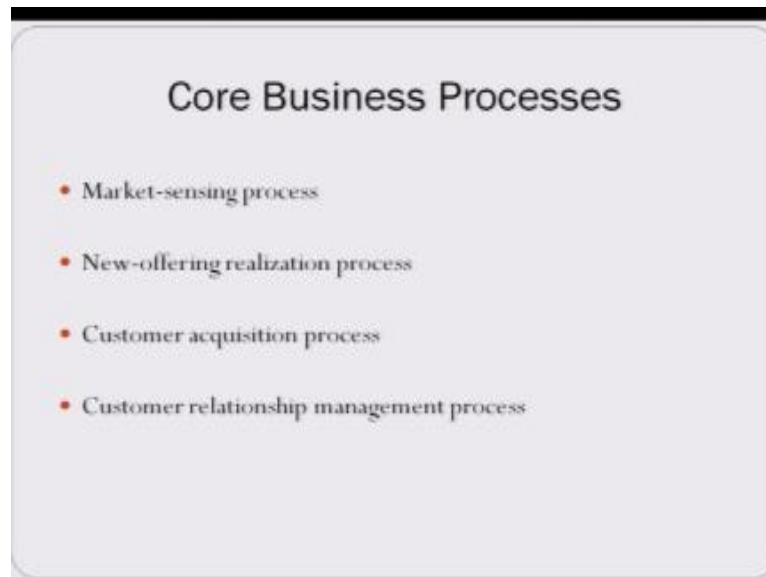 Core Business Processes
• Market-sensing process
• New-offering realization process
• Customer acquisition process
• Customer relationship management process